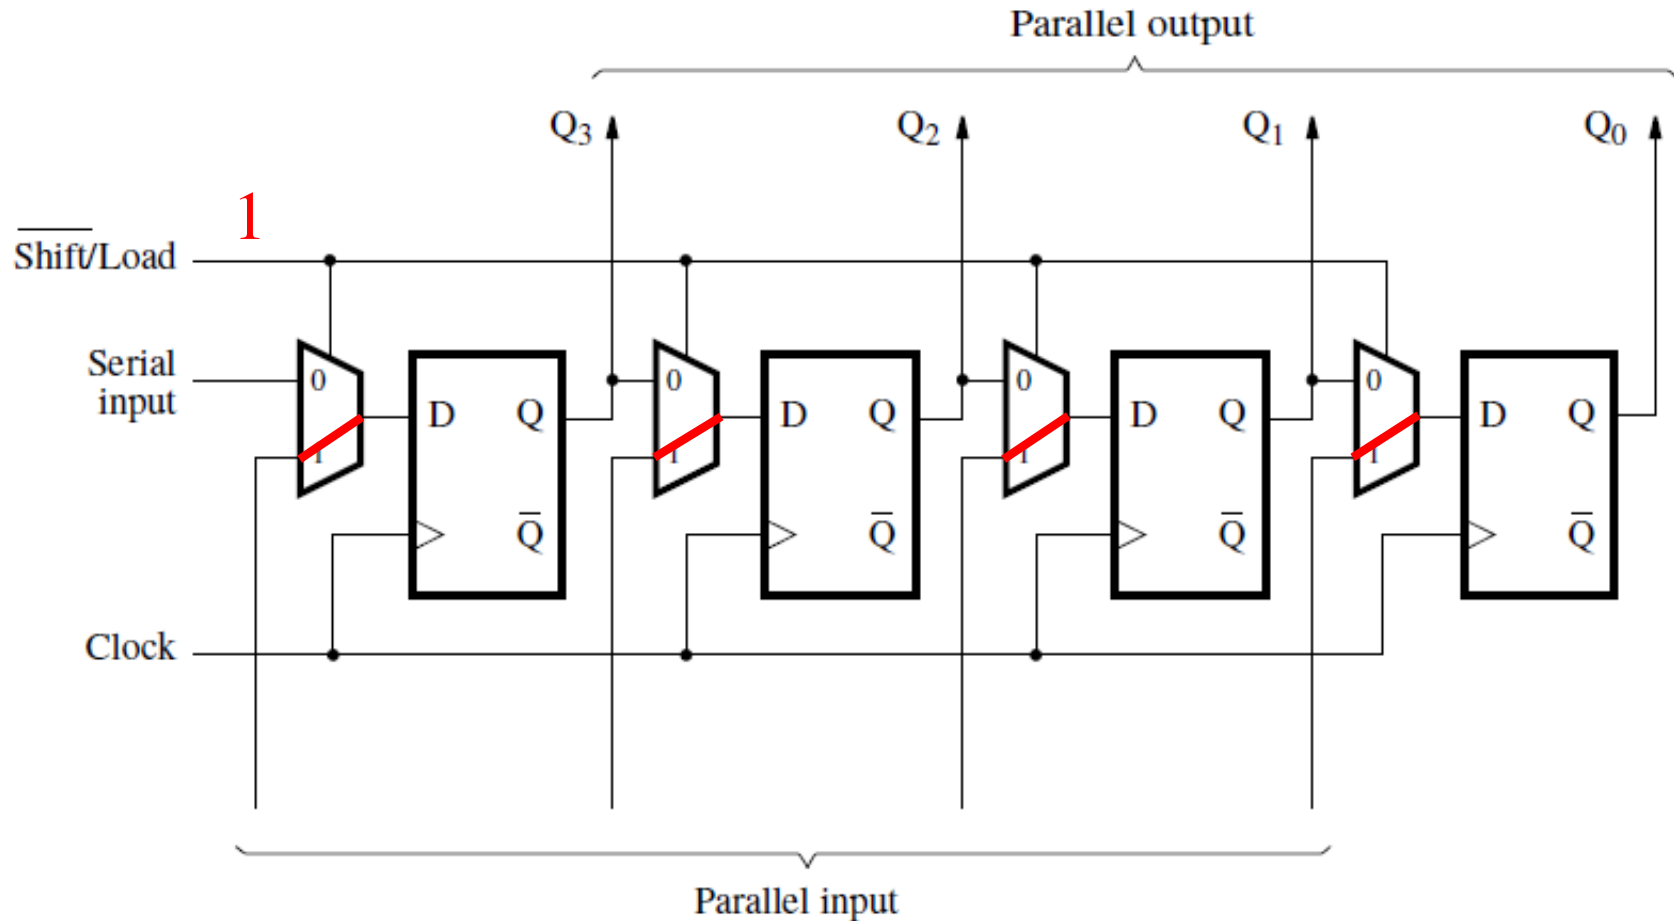 Parallel output
Q₃ Q₂ Q₁ Q₀
1
S̅h̅i̅f̅t̅/Load
Serial
input
0 0 0 0
D Q D Q D Q D Q
1 1 1 1
Q̅ Q̅ Q̅ Q̅
Clock
Parallel input